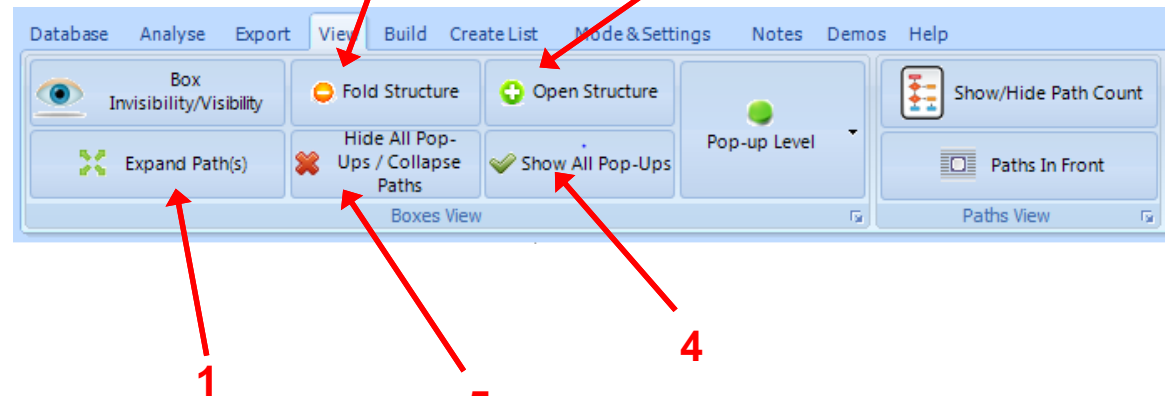 Database Analyse Export View Build Create List Mode & Settings Notes Demos Help
Box
Invisibility/Visibility
Fold Structure
Open Structure
Pop-up Level
Show/Hide Path Count
Expand Path(s)
Hide All Pop-
Ups / Collapse
Paths
Show All Pop-Ups
Paths In Front
Boxes View
Paths View
4
1